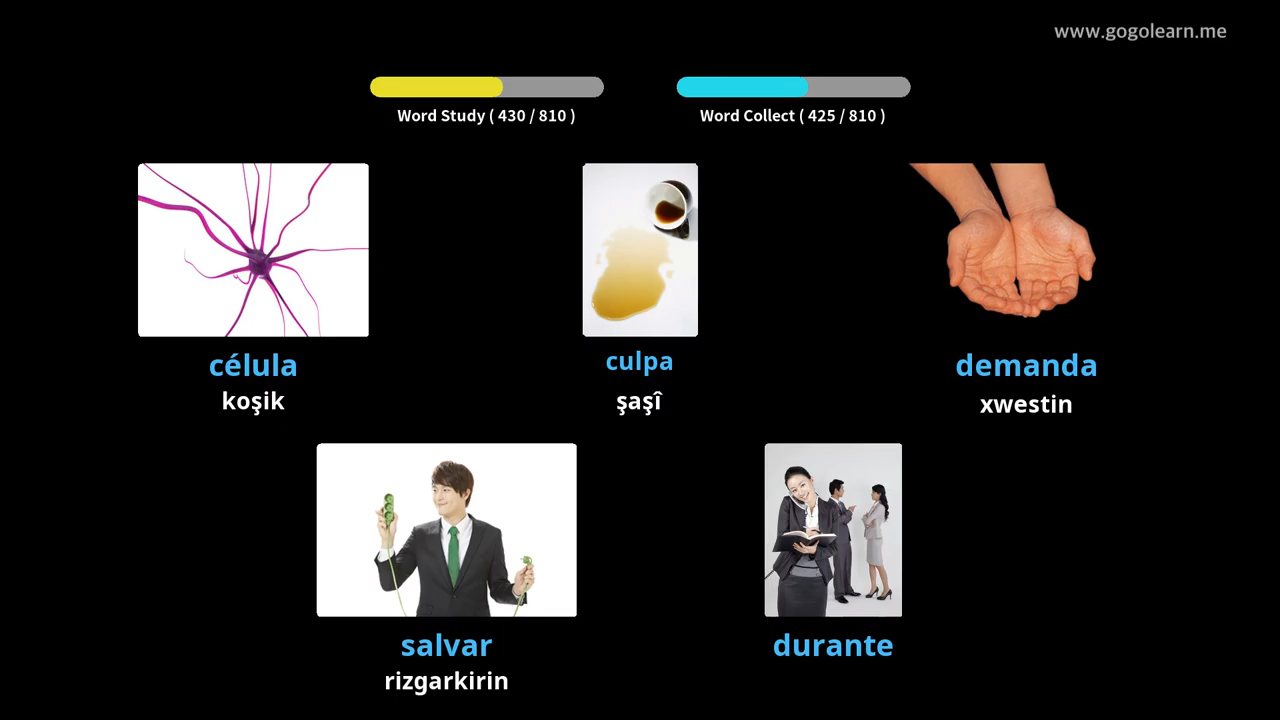 www.gogolearn.me
Word Study ( 430 / 810 )
Word Collect ( 425 / 810 )
célula
koşik
culpa
şaşî
demanda
xwestin
salvar
rizgarkirin
durante